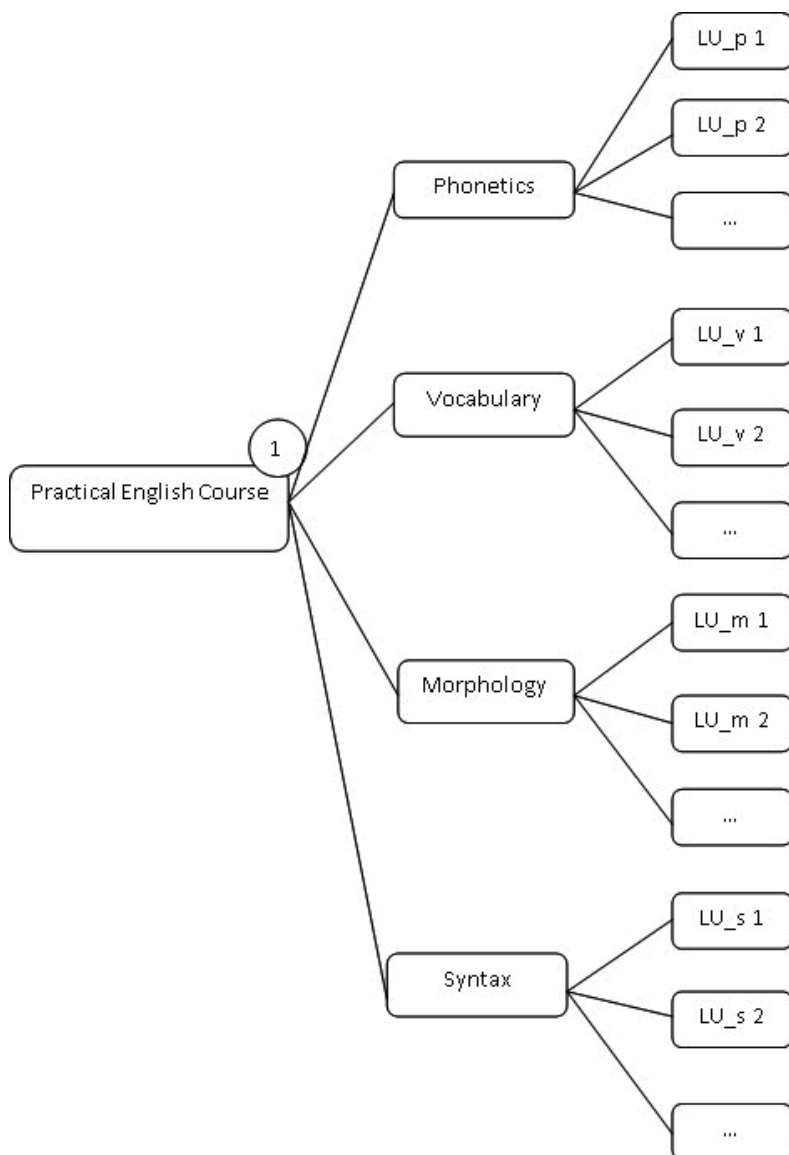 1
Practical English Course
Phonetics
LU_p 1
LU_p 2
...
Vocabulary
LU_v 1
LU_v 2
...
Morphology
LU_m 1
LU_m 2
...
Syntax
LU_s 1
LU_s 2
...